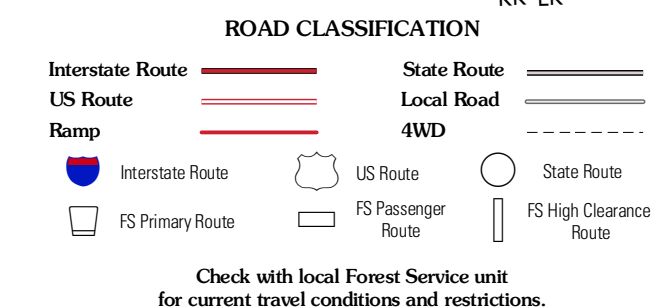 ROAD CLASSIFICATION
Interstate Route
State Route
US Route
Local Road
Ramp
4WD
Interstate Route
US Route
State Route
FS Primary Route
FS Passenger
Route
FS High Clearance
Route
Check with local Forest Service unit
for current travel conditions and restrictions.